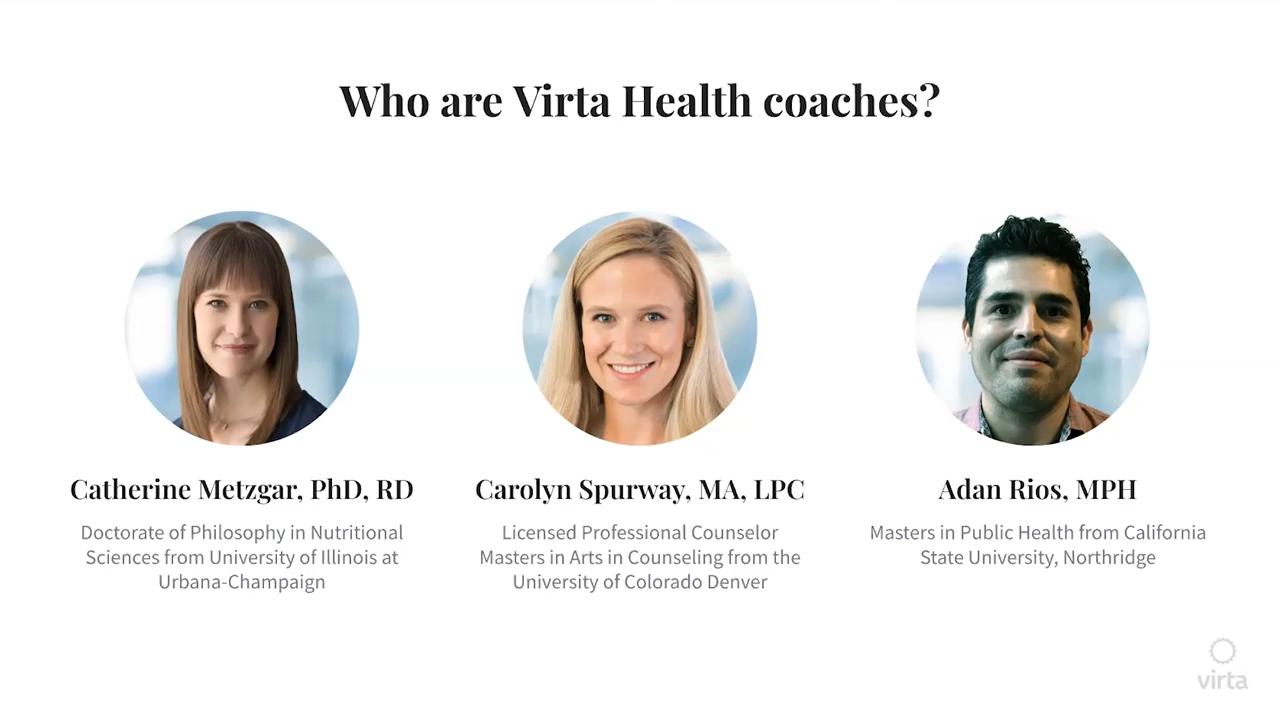 Who are Virta Health coaches?
Catherine Metzgar, PhD, RD
Doctorate of Philosophy in Nutritional
Sciences from University of Illinois at
Urbana-Champaign
Carolyn Spurway, MA, LPC
Licensed Professional Counselor
Masters in Arts in Counseling from the
University of Colorado Denver
Adan Rios, MPH
Masters in Public Health from California
State University, Northridge
virta